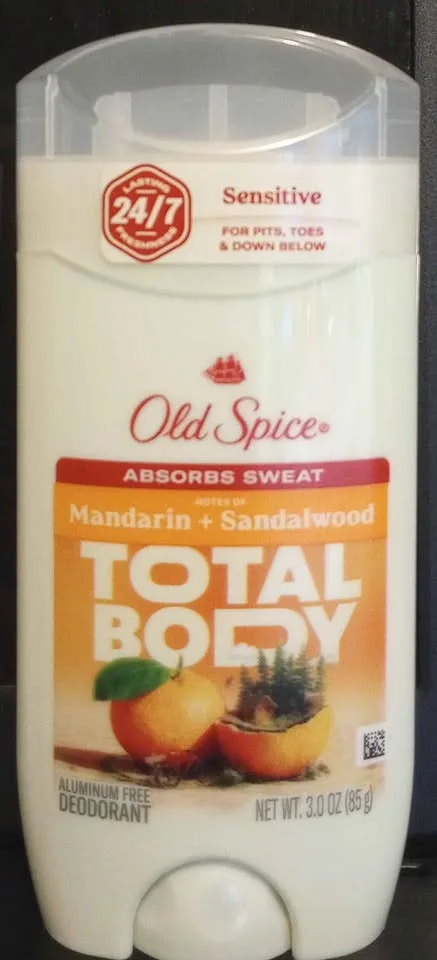 LASTING
24/7
FRESHNESS
Sensitive
FOR PITS, TOES
& DOWN BELOW
Old Spice®
ABSORBS SWEAT
NOTES OF
Mandarin + Sandalwood
TOTAL
BODY
ALUMINUM FREE
DEODORANT
NET WT. 3.0 OZ (85 g)